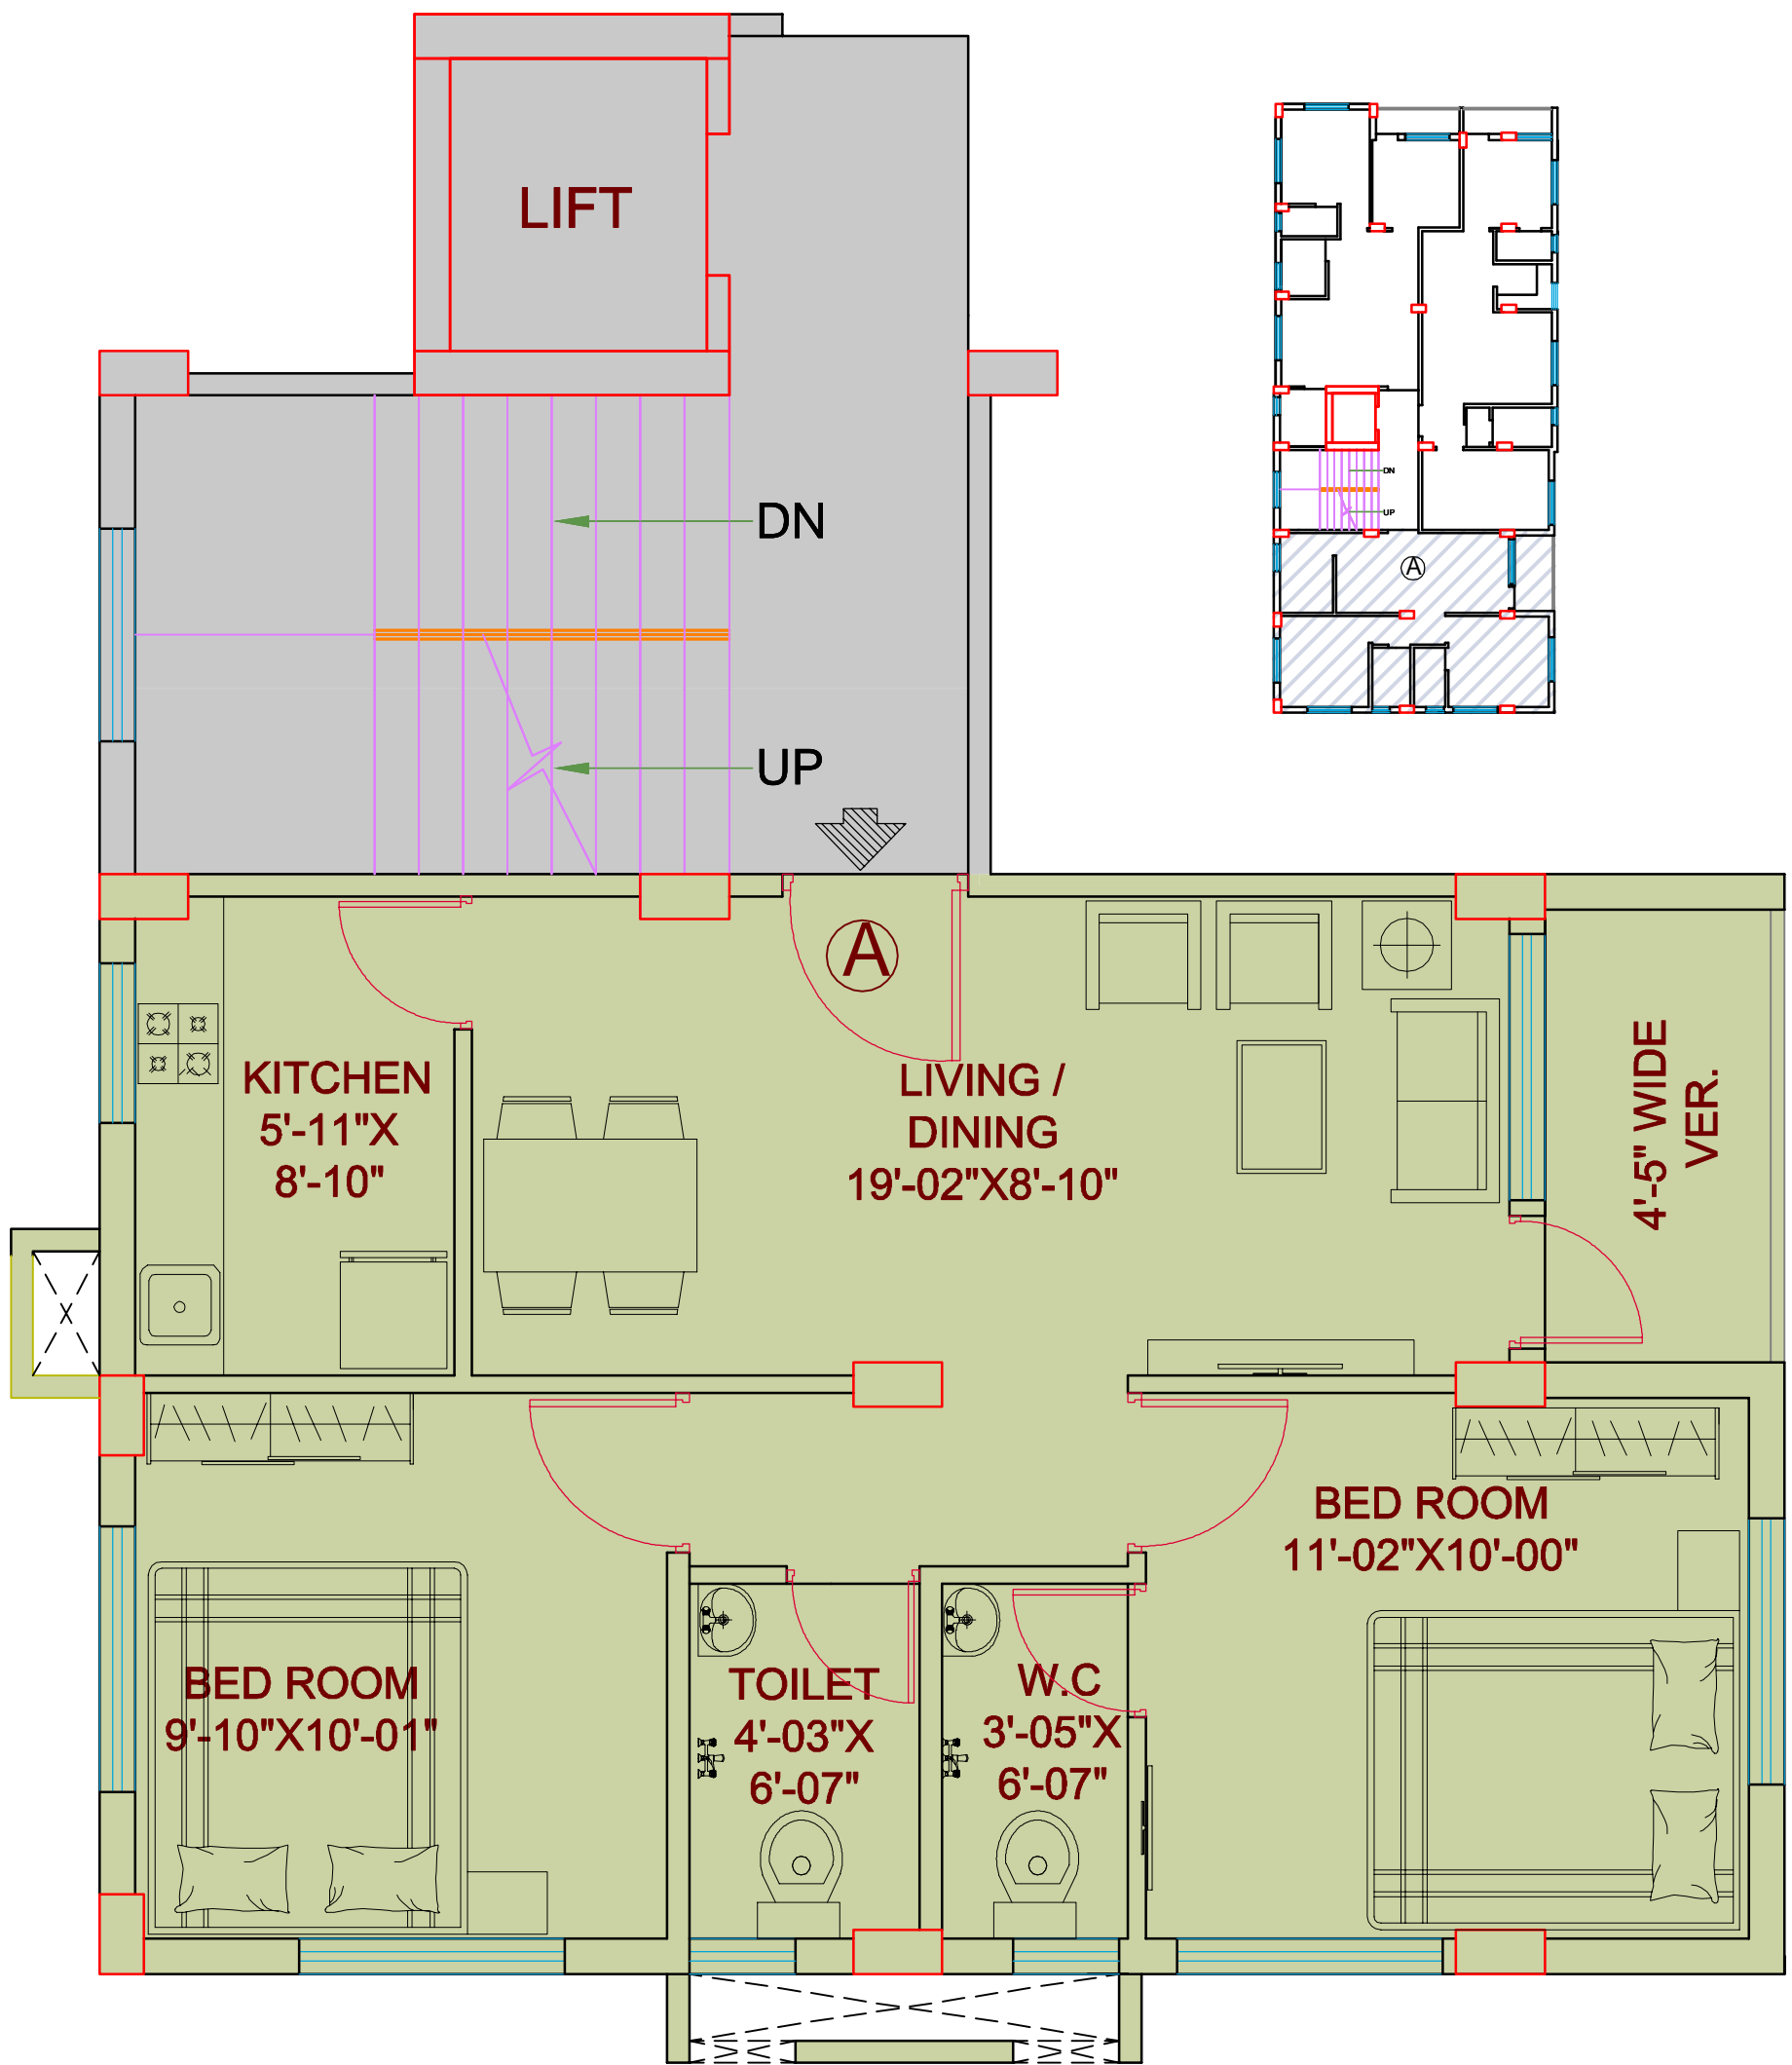 LIFT
DN
UP
DN
UP
A
A
KITCHEN
5'-11"X
8'-10"
LIVING /
DINING
19'-02"X8'-10"
4'-5" WIDE
VER.
BED ROOM
11'-02"X10'-00"
BED ROOM
9'-10"X10'-01"
TOILET
4'-03"X
6'-07"
W.C
3'-05"X
6'-07"